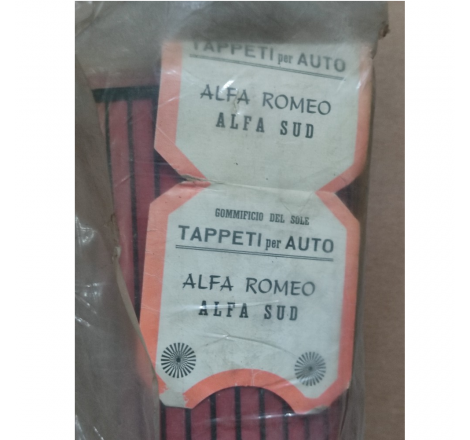 TAPPETI per AUTO
ALFA ROMEO
ALFA SUD
GOMMIFICIO DEL SOLE
TAPPETI per AUTO
ALFA ROMEO
ALFA SUD